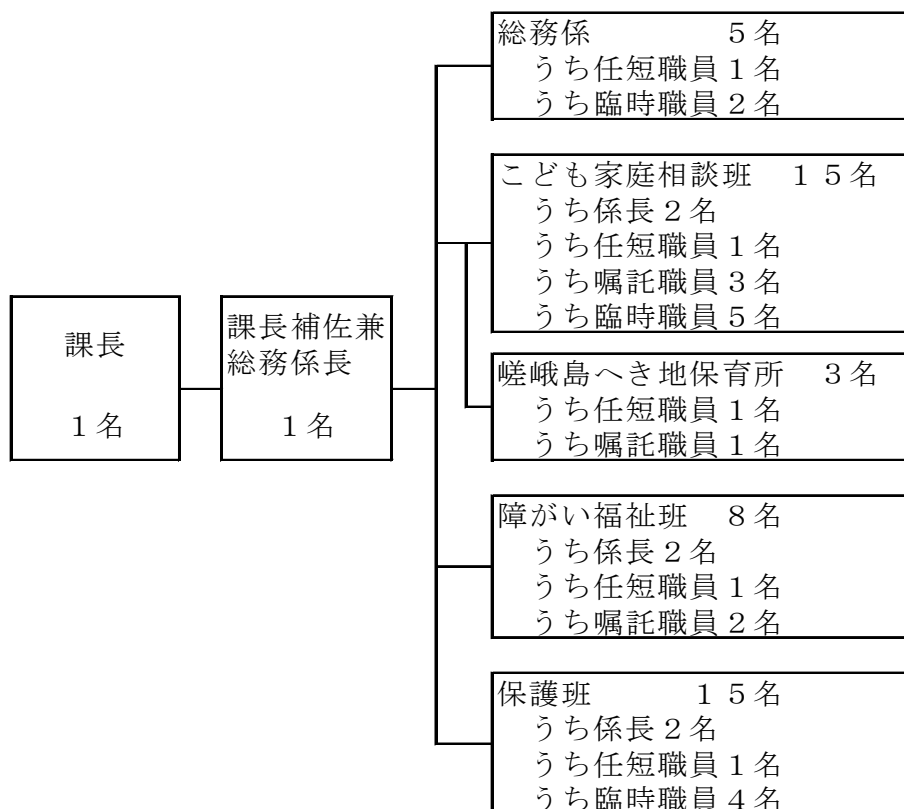 課長
１名
課長補佐兼
総務係長
１名
総務係　　　　５名
うち任短職員１名
うち臨時職員２名
こども家庭相談班　１５名
うち係長２名
うち任短職員１名
うち嘱託職員３名
うち臨時職員５名
嵯峨島へき地保育所　３名
うち任短職員１名
うち嘱託職員１名
障がい福祉班　８名
うち係長２名
うち任短職員１名
うち嘱託職員２名
保護班　　　１５名
うち係長２名
うち任短職員１名
うち臨時職員４名